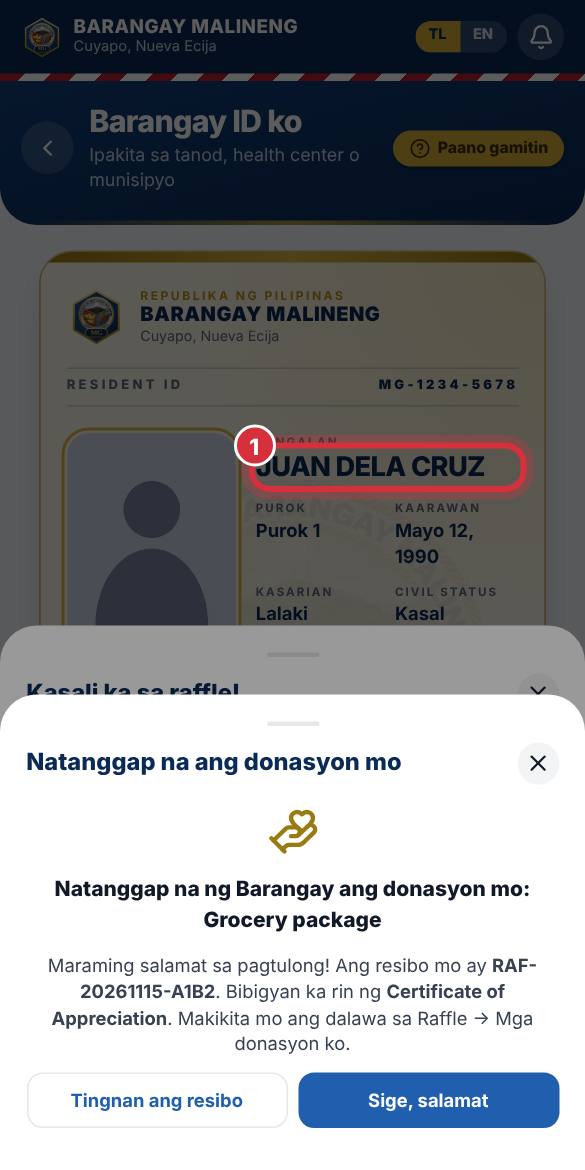 BARANGAY MALINENG
Cuyapo, Nueva Ecija
TL EN
Barangay ID ko
Ipakita sa tanod, health center o
munisipyo
Paano gamitin
REPUBLIKA NG PILIPINAS
BARANGAY MALINENG
Cuyapo, Nueva Ecija
RESIDENT ID
MG-1234-5678
1
JUAN DELA CRUZ
PUROK
Purok 1
KAARAWAN
Mayo 12,
1990
KASARIAN
Lalaki
CIVIL STATUS
Kasal
Kasali ka sa raffle!
Natanggap na ang donasyon mo
Natanggap na ng Barangay ang donasyon mo:
Grocery package
Maraming salamat sa pagtulong! Ang resibo mo ay RAF-
20261115-A1B2. Bibigyan ka rin ng Certificate of
Appreciation. Makikita mo ang dalawa sa Raffle → Mga
donasyon ko.
Tingnan ang resibo
Sige, salamat